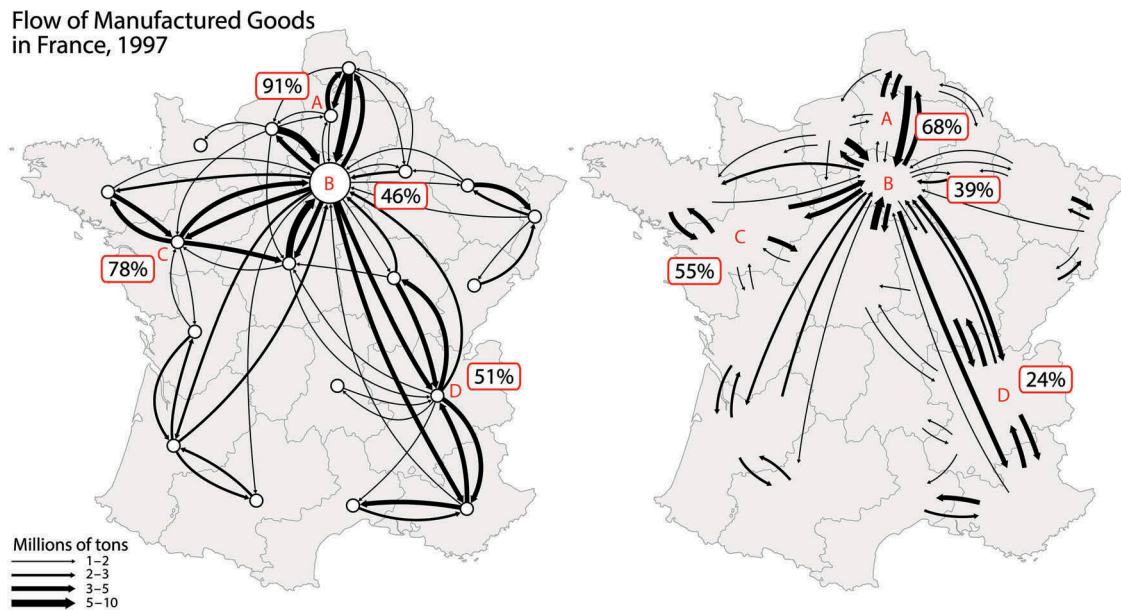 Flow of Manufactured Goods
in France, 1997
91%
A
B
46%
C
78%
D
51%
A
68%
B
39%
C
55%
D
24%
Millions of tons
1–2
2–3
3–5
5–10